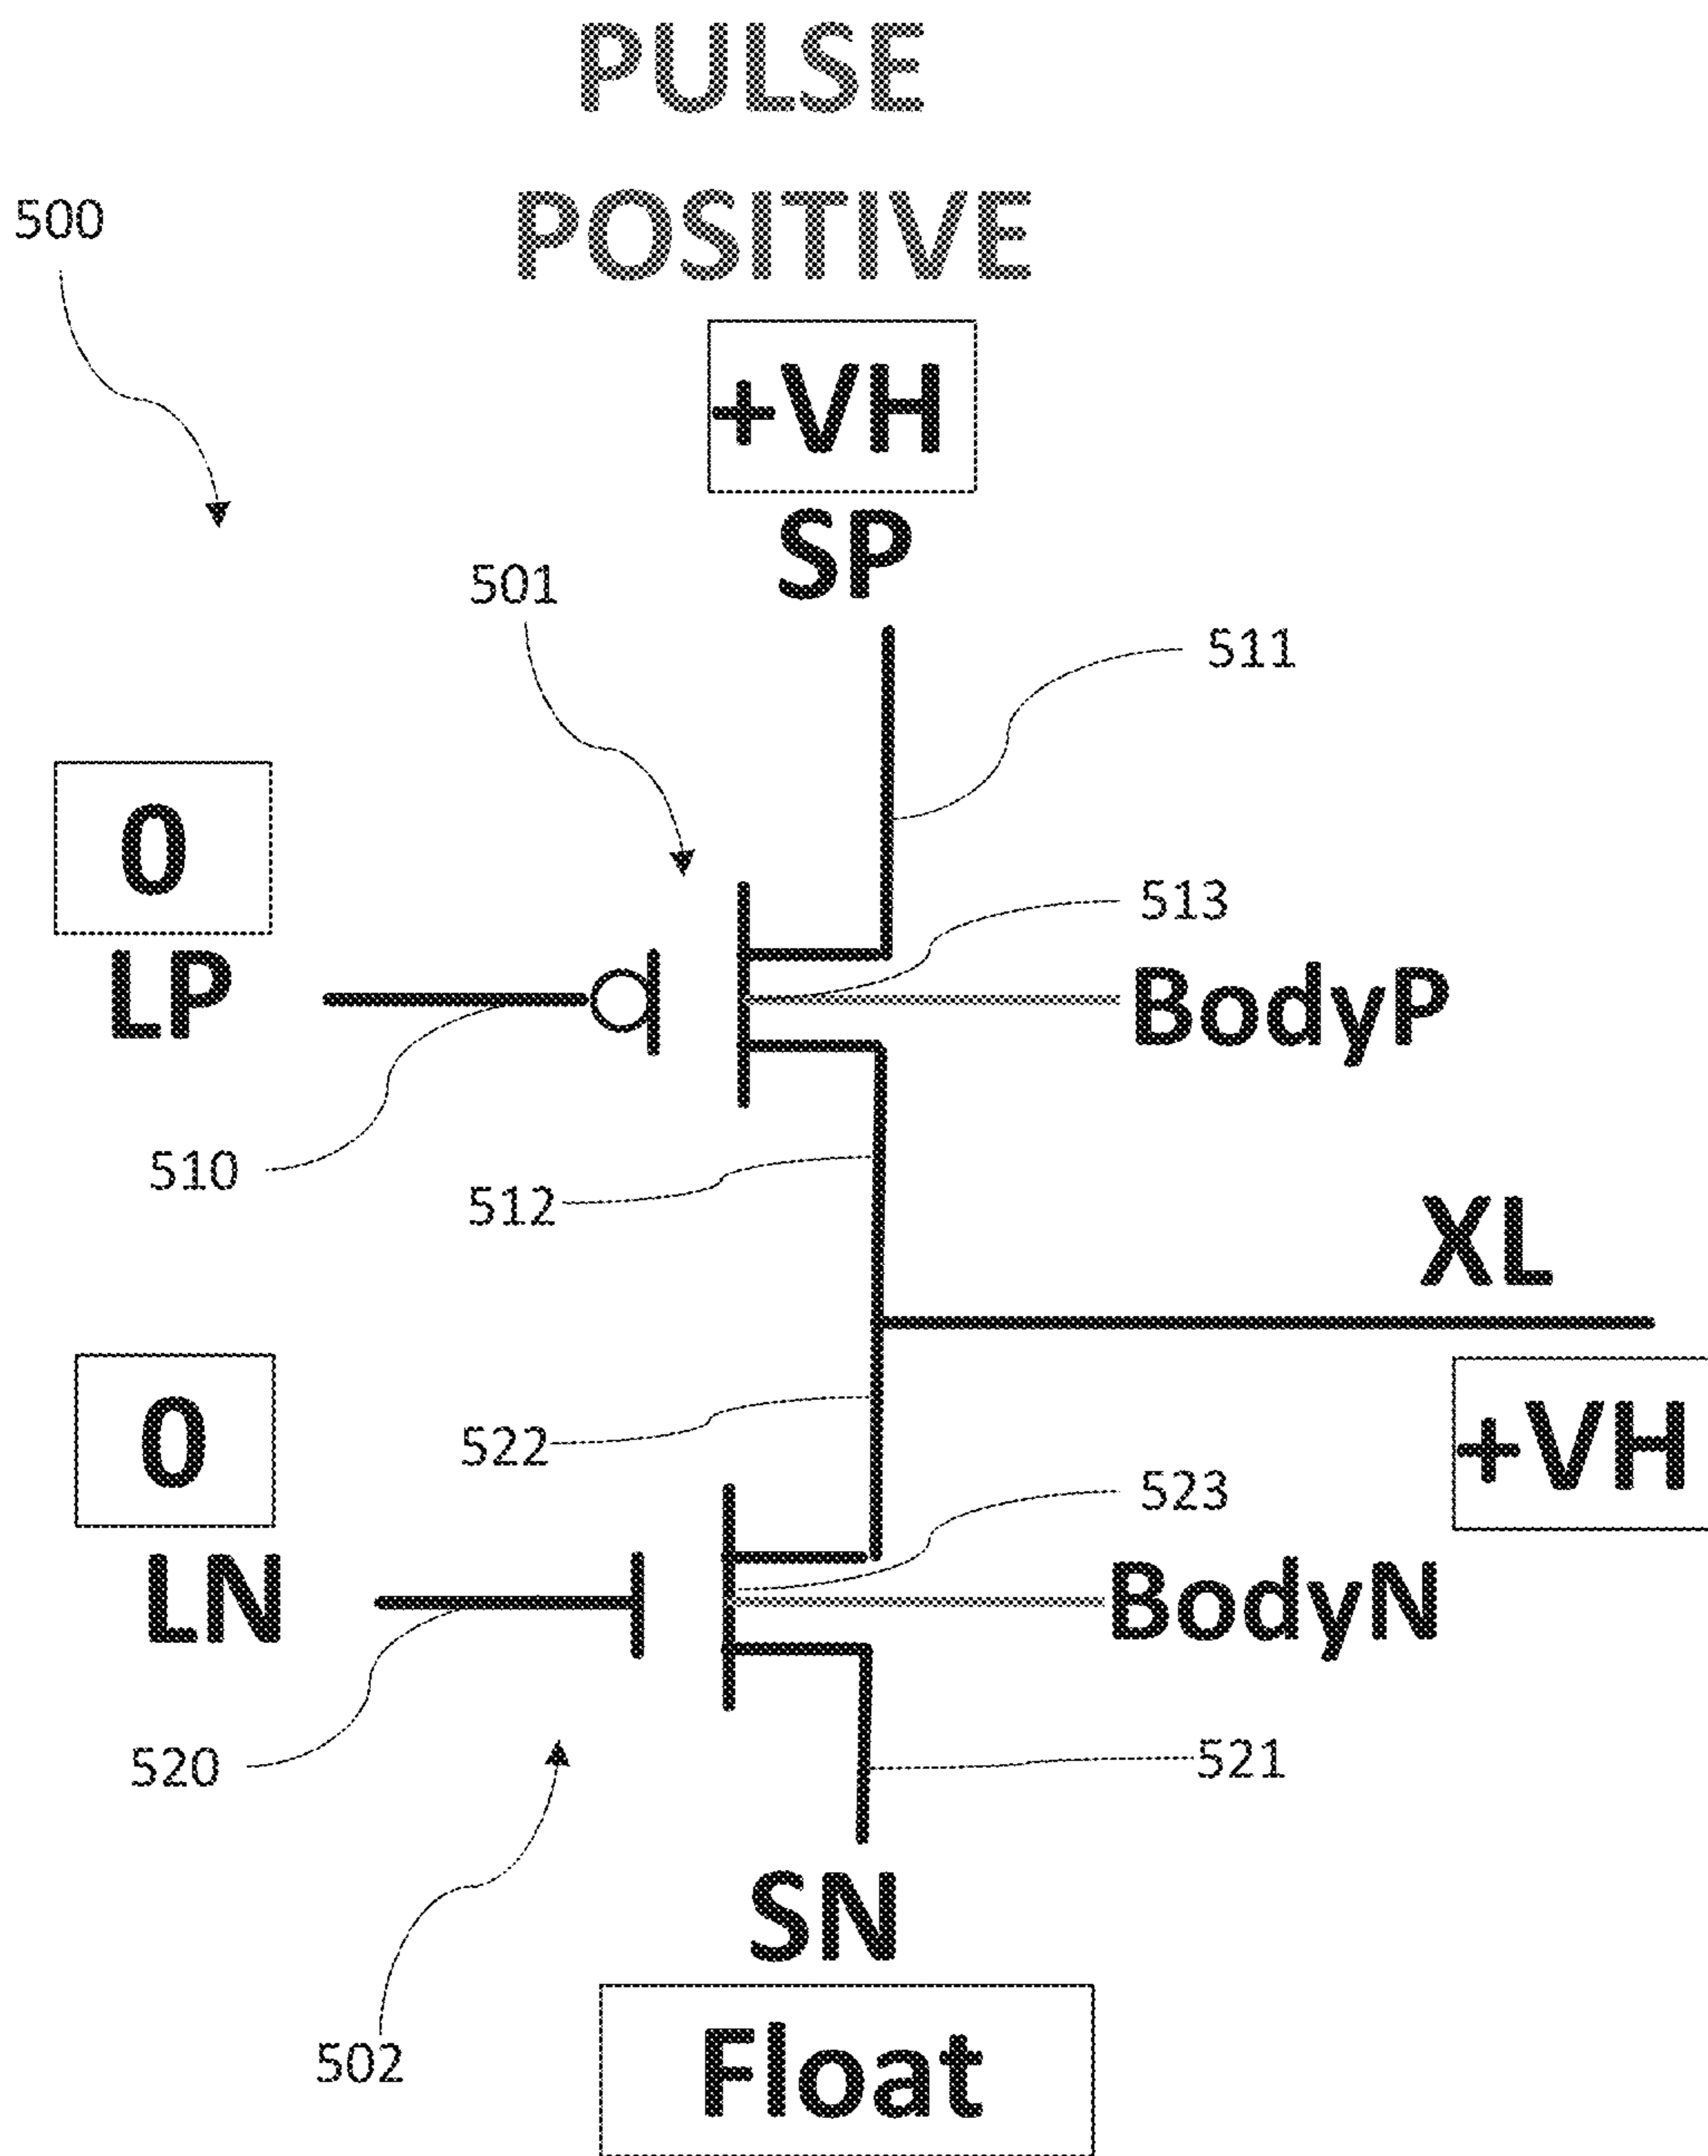 PULSE
POSITIVE
500
+VH
SP
501
511
0
513
LP
BodyP
510
512
XL
0
+VH
522
523
LN
BodyN
520
521
SN
502
Float